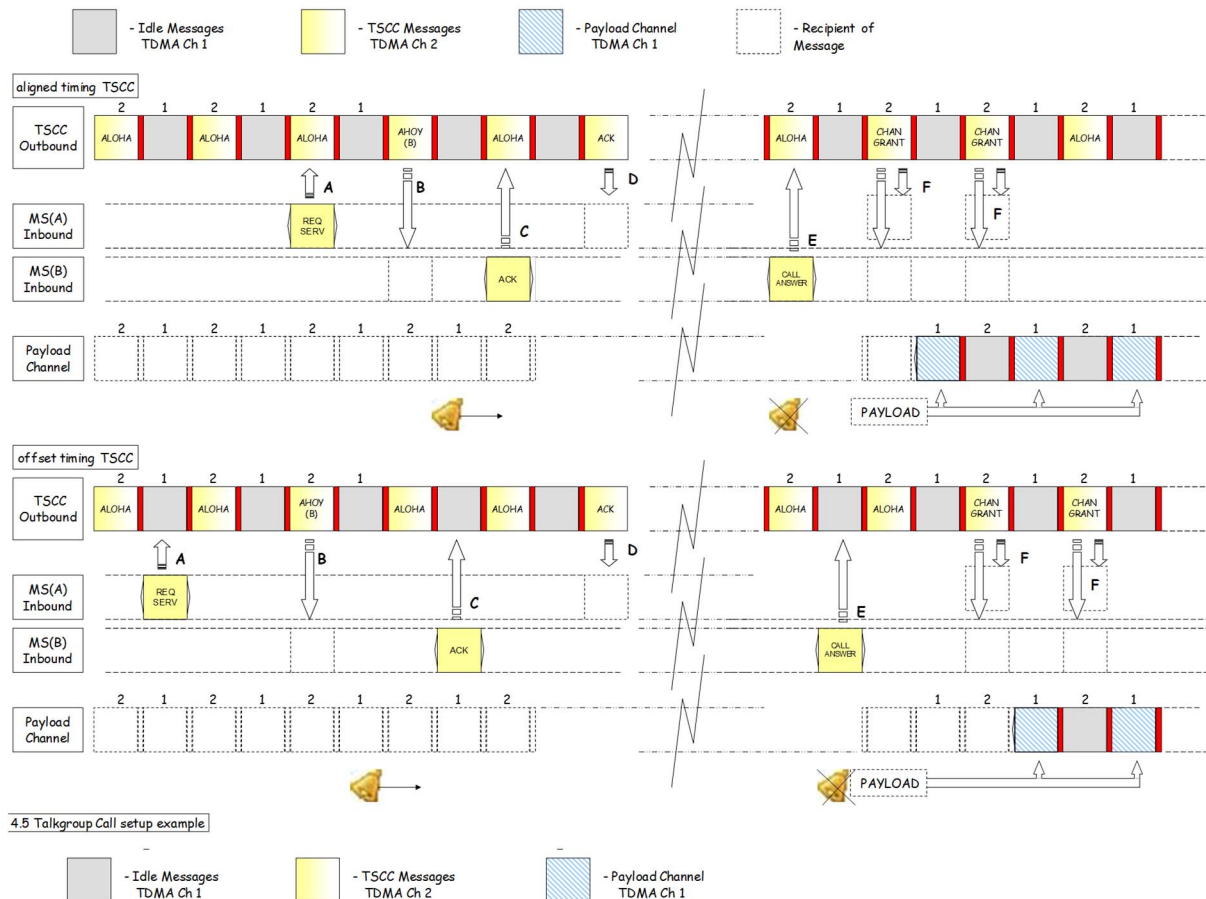 - Idle Messages
TDMA Ch 1
- TSCC Messages
TDMA Ch 2
- Payload Channel
TDMA Ch 1
- Recipient of
Message
aligned timing TSCC
2 1 2 1 2 1 2 1 2 1
TSCC
Outbound
ALOHA ALOHA ALOHA AHOY
(B) ALOHA ACK ALOHA CHAN
GRANT CHAN
GRANT ALOHA
A B C D E F F
MS(A)
Inbound
REQ
SERV
MS(B)
Inbound
ACK
CALL
ANSWER
2 1 2 1 2 1 2 1 2 1 2 1 2 1
Payload
Channel
PAYLOAD
offset timing TSCC
2 1 2 1 2 1 2 1 2 1 2 1
TSCC
Outbound
ALOHA ALOHA AHOY
(B) ALOHA ALOHA ACK ALOHA ALOHA CHAN
GRANT CHAN
GRANT
A B C D E F F
MS(A)
Inbound
REQ
SERV
MS(B)
Inbound
ACK
CALL
ANSWER
2 1 2 1 2 1 2 1 2 1 2 1 2 1
Payload
Channel
PAYLOAD
4.5 Talkgroup Call setup example
- Idle Messages
TDMA Ch 1
- TSCC Messages
TDMA Ch 2
- Payload Channel
TDMA Ch 1